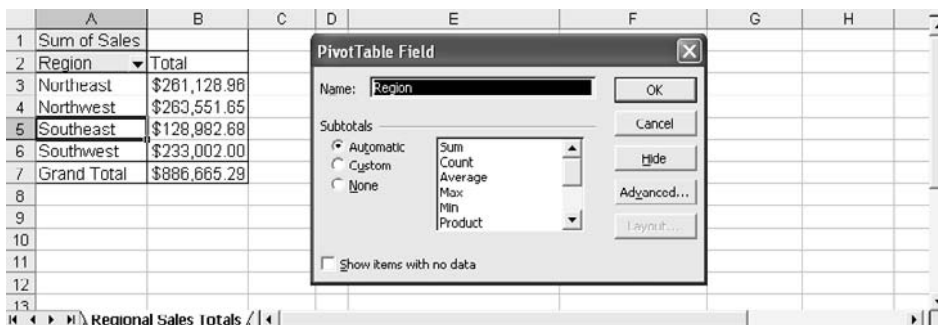 A B C D E F G H
1 Sum of Sales
2 Region Total
3 Northeast $261,128.96
4 Northwest $263,551.65
5 Southeast $128,982.68
6 Southwest $233,002.00
7 Grand Total $886,665.29
8
9
10
11
12
13
PivotTable Field
Name: Region
OK
Subtotals
Cancel
Automatic
Custom
None
Sum
Count
Average
Max
Min
Product
Hide
Advanced...
Layout...
Show items with no data
Regional Sales Totals